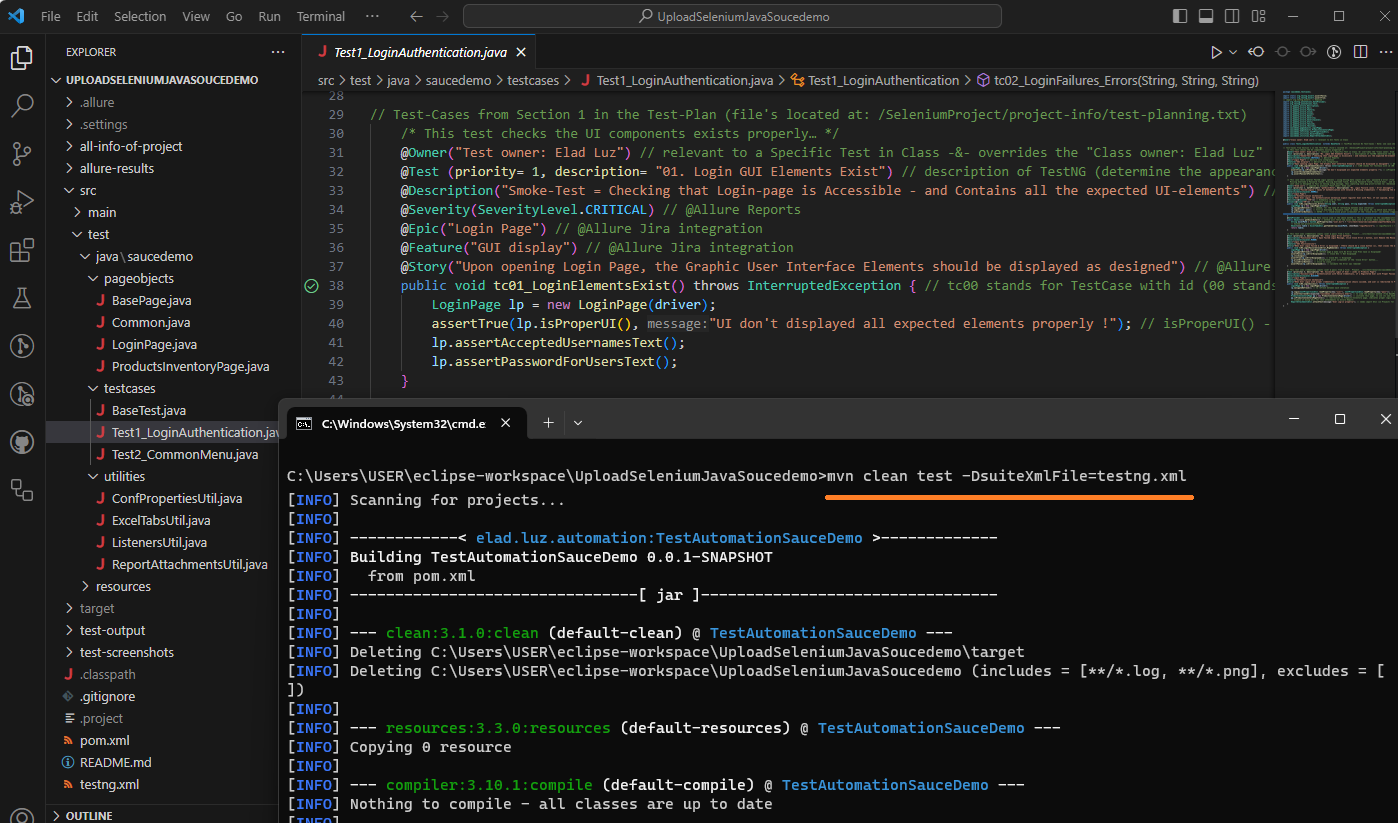 File Edit Selection View Go Run Terminal ··· UploadSeleniumJavaSoucedemo
EXPLORER ···
UPLOADSELENIUMJAVASOUCEDEMO
.allure
.settings
all-info-of-project
allure-results
src
main
test
java\saucedemo
pageobjects
BasePage.java
Common.java
LoginPage.java
ProductsInventoryPage.java
testcases
BaseTest.java
Test1_LoginAuthentication.jav
Test2_CommonMenu.java
utilities
ConfPropertiesUtil.java
ExcelTabsUtil.java
ListenersUtil.java
ReportAttachmentsUtil.java
resources
target
test-output
test-screenshots
.classpath
.gitignore
.project
pom.xml
README.md
testng.xml
OUTLINE
Test1_LoginAuthentication.java
src > test > java > saucedemo > testcases > Test1_LoginAuthentication.java > Test1_LoginAuthentication > tc02_LoginFailures_Errors(String, String, String)
28
29 // Test-Cases from Section 1 in the Test-Plan (file's located at: /SeleniumProject/project-info/test-planning.txt)
30 /* This test checks the UI components exists properly… */
31 @Owner("Test owner: Elad Luz") // relevant to a Specific Test in Class -&- overrides the "Class owner: Elad Luz"
32 @Test (priority= 1, description= "01. Login GUI Elements Exist") // description of TestNG (determine the appearanc
33 @Description("Smoke-Test = Checking that Login-page is Accessible - and Contains all the expected UI-elements") //
34 @Severity(SeverityLevel.CRITICAL) // @Allure Reports
35 @Epic("Login Page") // @Allure Jira integration
36 @Feature("GUI display") // @Allure Jira integration
37 @Story("Upon opening Login Page, the Graphic User Interface Elements should be displayed as designed") // @Allure
38 public void tc01_LoginElementsExist() throws InterruptedException { // tc00 stands for TestCase with id (00 stands
39 LoginPage lp = new LoginPage(driver);
40 assertTrue(lp.isProperUI(), message:"UI don't displayed all expected elements properly !"); // isProperUI() -
41 lp.assertAcceptedUsernamesText();
42 lp.assertPasswordForUsersText();
43 }
44
C:\Windows\System32\cmd.e
C:\Users\USER\eclipse-workspace\UploadSeleniumJavaSoucedemo>mvn clean test -DsuiteXmlFile=testng.xml
[INFO] Scanning for projects...
[INFO]
[INFO] ------------< elad.luz.automation:TestAutomationSauceDemo >-------------
[INFO] Building TestAutomationSauceDemo 0.0.1-SNAPSHOT
[INFO]   from pom.xml
[INFO] --------------------------------[ jar ]---------------------------------
[INFO]
[INFO] --- clean:3.1.0:clean (default-clean) @ TestAutomationSauceDemo ---
[INFO] Deleting C:\Users\USER\eclipse-workspace\UploadSeleniumJavaSoucedemo\target
[INFO] Deleting C:\Users\USER\eclipse-workspace\UploadSeleniumJavaSoucedemo (includes = [**/*.log, **/*.png], excludes = [
])
[INFO]
[INFO] --- resources:3.3.0:resources (default-resources) @ TestAutomationSauceDemo ---
[INFO] Copying 0 resource
[INFO]
[INFO] --- compiler:3.10.1:compile (default-compile) @ TestAutomationSauceDemo ---
[INFO] Nothing to compile - all classes are up to date
[INFO]